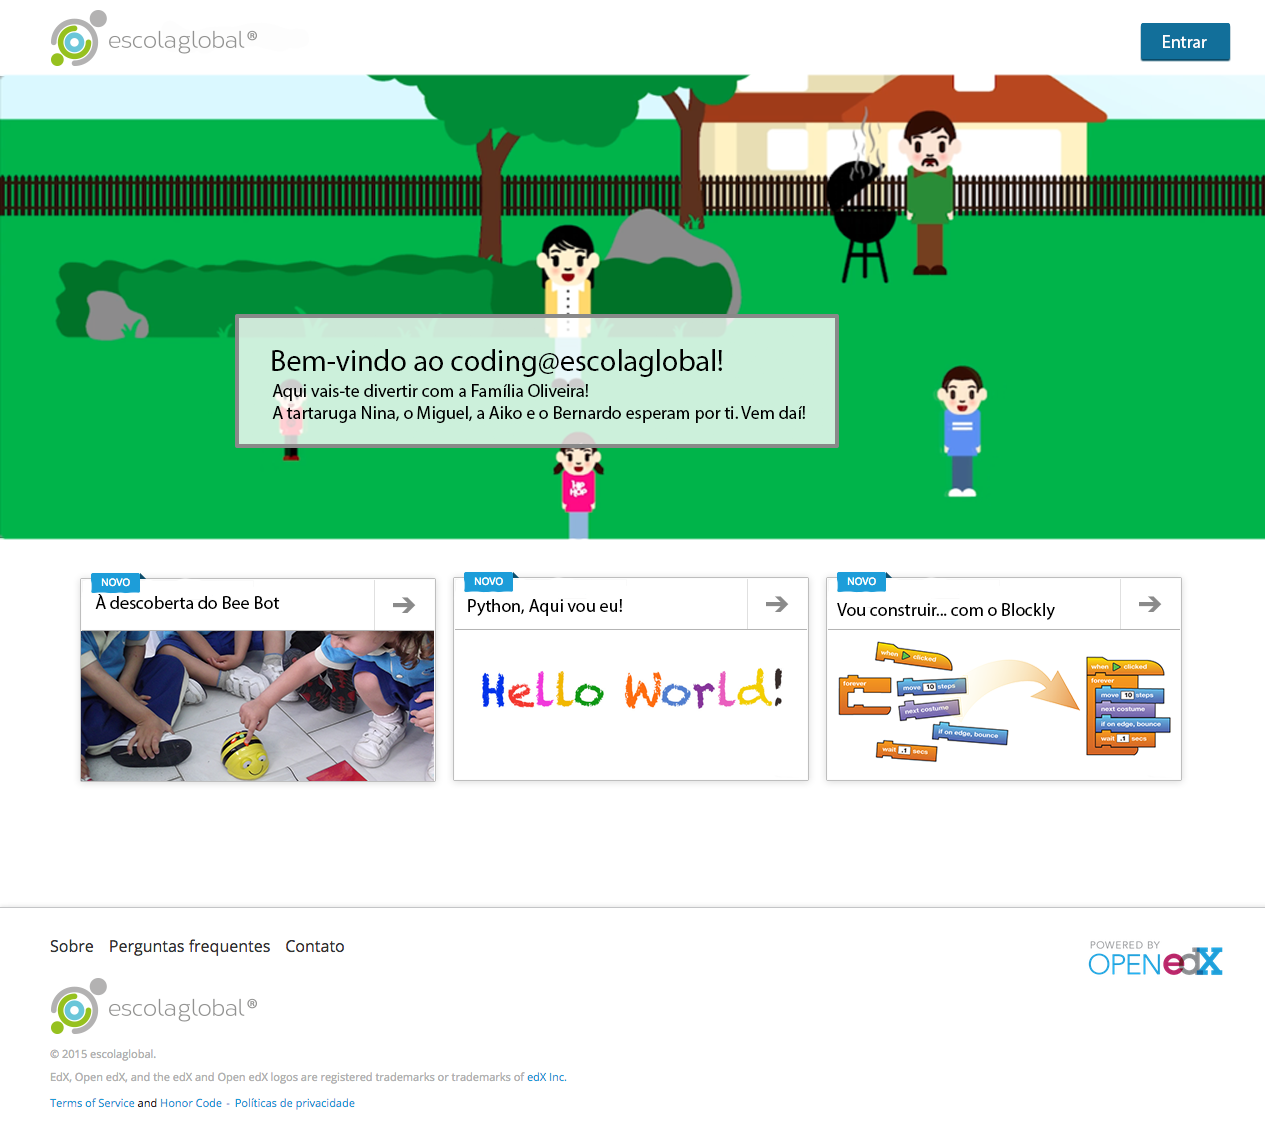 escolaglobal®
Entrar
Bem-vindo ao coding@escolaglobal!
Aqui vais-te divertir com a Família Oliveira!
A tartaruga Nina, o Miguel, a Aiko e o Bernardo esperam por ti. Vem daí!
HIP
HOP
NOVO
À descoberta do Bee Bot
NOVO
Python, Aqui vou eu!
Hello World!
NOVO
Vou construir... com o Blockly
when clicked
forever
move 10 steps
next costume
if on edge, bounce
wait .1 secs
when clicked
forever
move 10 steps
next costume
if on edge, bounce
wait .1 secs
Sobre Perguntas frequentes Contato
POWERED BY
OPEN edX
escolaglobal®
© 2015 escolaglobal.
EdX, Open edX, and the edX and Open edX logos are registered trademarks or trademarks of edX Inc.
Terms of Service and Honor Code - Políticas de privacidade